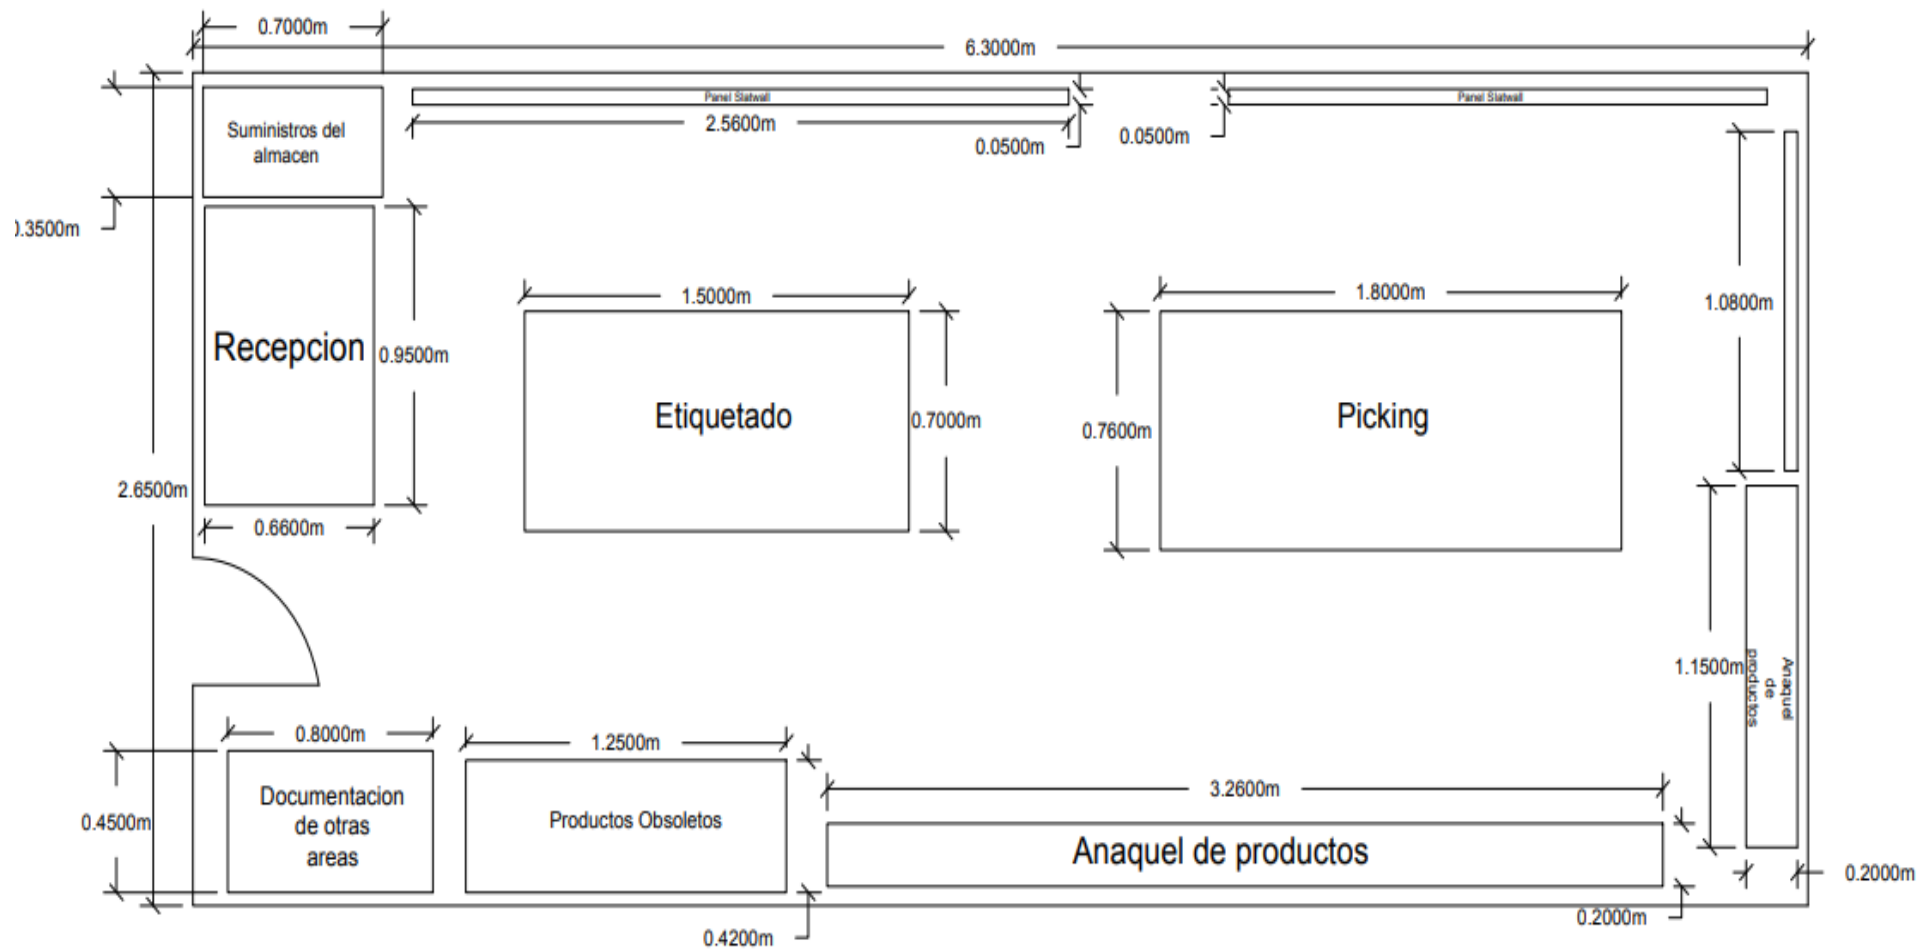 0.7000m
6.3000m
Panel Slatwall
Panel Slatwall
2.5600m
0.0500m
0.0500m
Suministros del
almacen
0.3500m
Recepcion
0.9500m
0.6600m
1.5000m
Etiquetado
0.7000m
1.8000m
Picking
0.7600m
1.0800m
2.6500m
1.1500m
Anaquel
de
productos
0.2000m
0.8000m
Documentacion
de otras
areas
0.4500m
1.2500m
Productos Obsoletos
0.4200m
3.2600m
Anaquel de productos
0.2000m